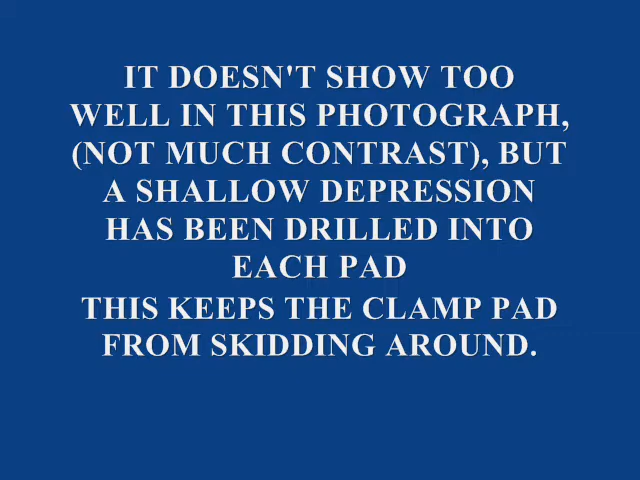 IT DOESN'T SHOW TOO
WELL IN THIS PHOTOGRAPH,
(NOT MUCH CONTRAST), BUT
A SHALLOW DEPRESSION
HAS BEEN DRILLED INTO
EACH PAD
THIS KEEPS THE CLAMP PAD
FROM SKIDDING AROUND.